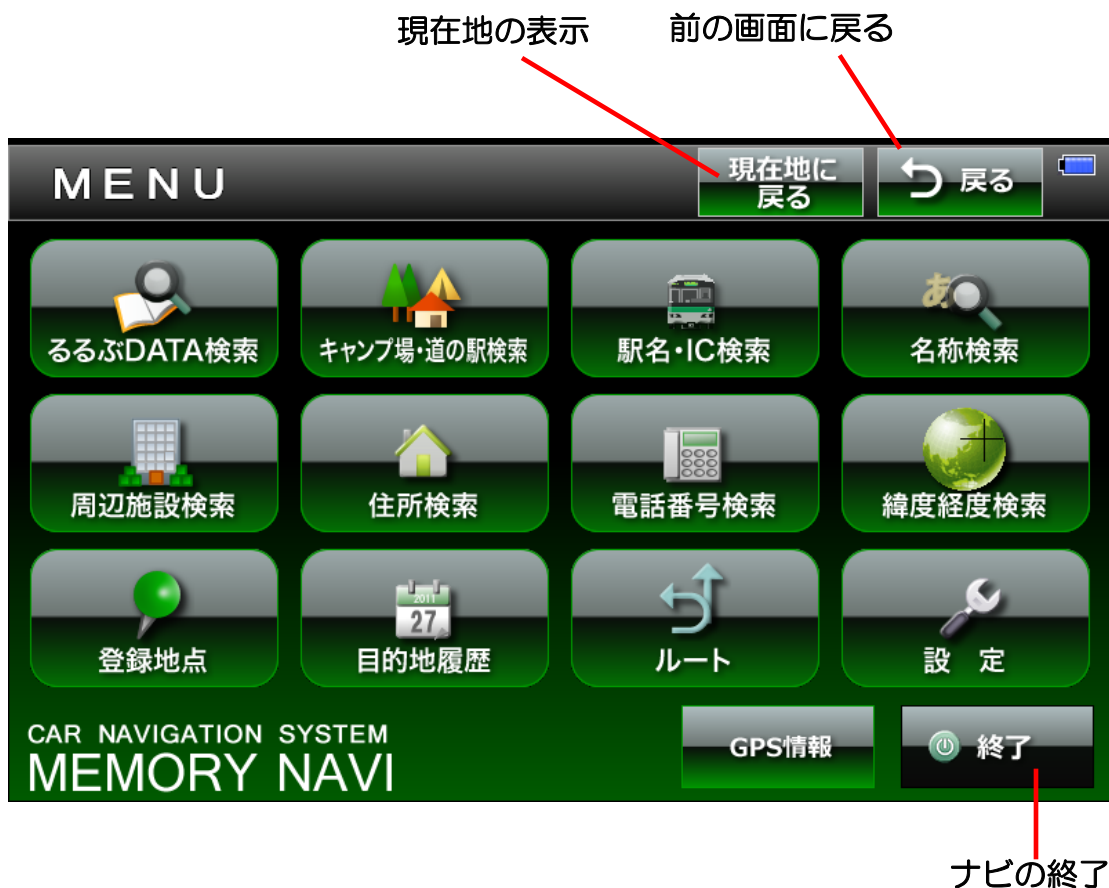 現在地の表示
前の画面に戻る
MENU
現在地に
戻る
戻る
るるぶDATA検索
キャンプ場・道の駅検索
駅名・IC検索
あ
名称検索
周辺施設検索
住所検索
電話番号検索
緯度経度検索
登録地点
2011
27
目的地履歴
ルート
設 定
CAR NAVIGATION SYSTEM
MEMORY NAVI
GPS情報
終了
ナビの終了